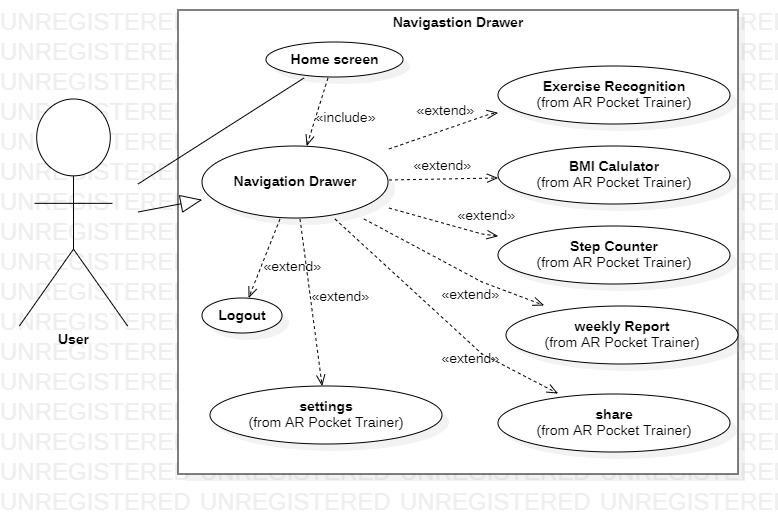 Navigastion Drawer
Home screen
«include»
Exercise Recognition
(from AR Pocket Trainer)
«extend»
Navigation Drawer
BMI Calulator
(from AR Pocket Trainer)
«extend»
Step Counter
(from AR Pocket Trainer)
«extend»
weekly Report
(from AR Pocket Trainer)
«extend»
share
(from AR Pocket Trainer)
«extend»
Logout
«extend»
settings
(from AR Pocket Trainer)
«extend»
User
UNREGISTERED UNREGISTERED UNREGISTERED UNREGISTERED